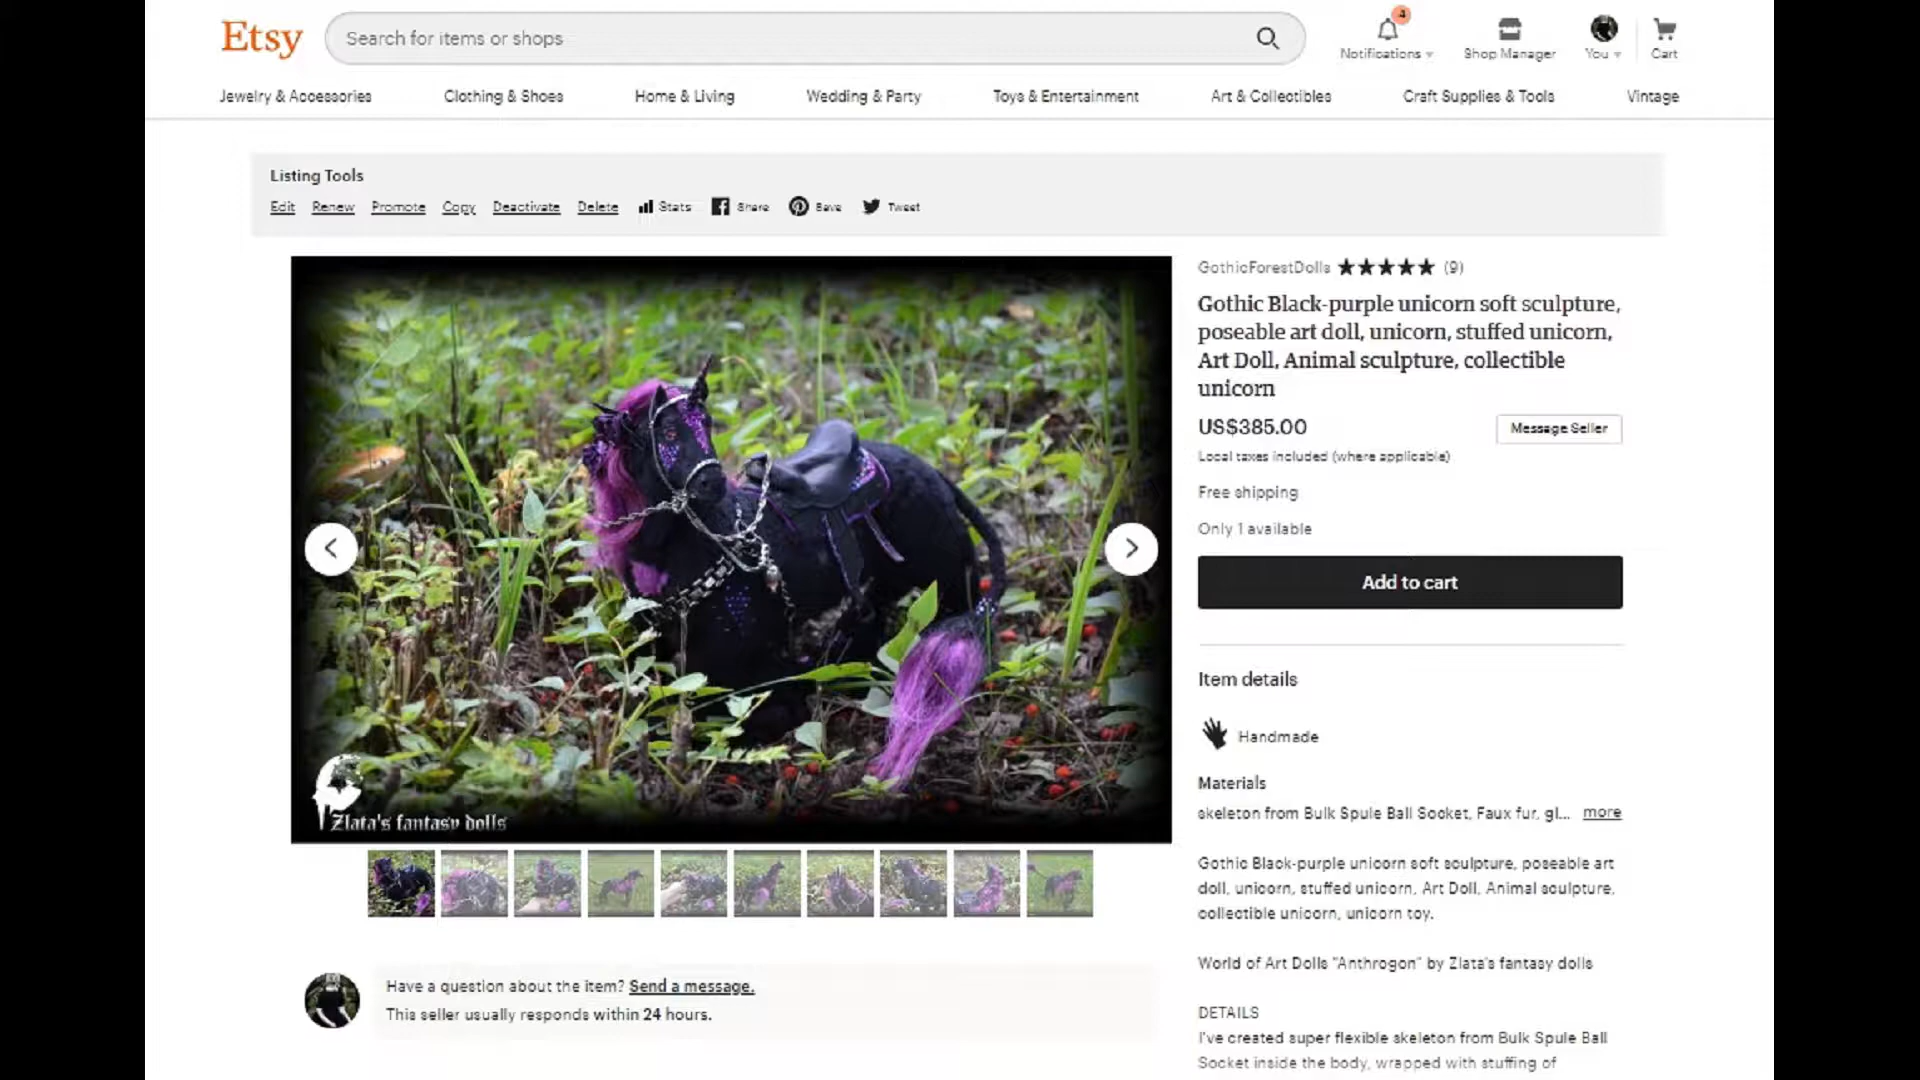 Etsy
Search for items or shops
4
Notifications
Shop Manager
You
Cart
Jewelry & Accessories
Clothing & Shoes
Home & Living
Wedding & Party
Toys & Entertainment
Art & Collectibles
Craft Supplies & Tools
Vintage
Listing Tools
Edit
Renew
Promote
Copy
Deactivate
Delete
Stats
Share
Save
Tweet
GothicForestDolls ★★★★★ (9)
Gothic Black-purple unicorn soft sculpture,
poseable art doll, unicorn, stuffed unicorn,
Art Doll, Animal sculpture, collectible
unicorn
US$385.00
Message Seller
Local taxes included (where applicable)
Free shipping
Only 1 available
Add to cart
Item details
Handmade
Materials
skeleton from Bulk Spule Ball Socket, Faux fur, gl... more
Gothic Black-purple unicorn soft sculpture, poseable art
doll, unicorn, stuffed unicorn, Art Doll, Animal sculpture,
collectible unicorn, unicorn toy.
World of Art Dolls "Anthrogon" by Zlata's fantasy dolls
DETAILS
I've created super flexible skeleton from Bulk Spule Ball
Socket inside the body, wrapped with stuffing of
Zlata's fantasy dolls
Have a question about the item? Send a message.
This seller usually responds within 24 hours.